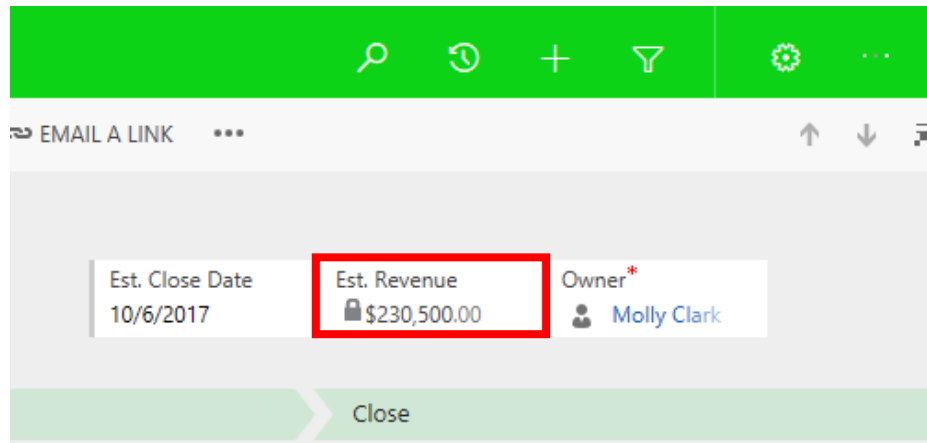 EMAIL A LINK
Est. Close Date
10/6/2017
Est. Revenue
$230,500.00
Owner*
Molly Clark
Close